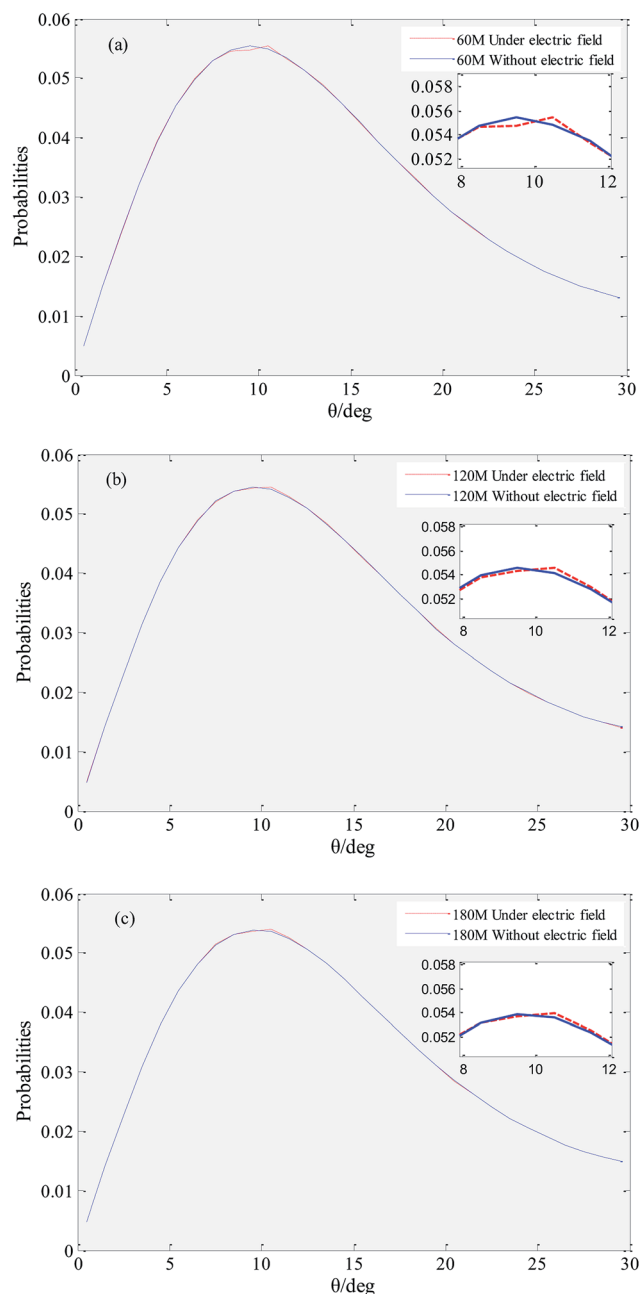 (a)
60M Under electric field
60M Without electric field
0.06
0.05
0.04
0.03
0.02
0.01
0
Probabilities
0.058
0.056
0.054
0.052
8 10 12
0 5 10 15 20 25 30
θ/deg
(b)
120M Under electric field
120M Without electric field
0.06
0.05
0.04
0.03
0.02
0.01
0
Probabilities
0.058
0.056
0.054
0.052
8 10 12
0 5 10 15 20 25 30
θ/deg
(c)
180M Under electric field
180M Without electric field
0.06
0.05
0.04
0.03
0.02
0.01
0
Probabilities
0.058
0.056
0.054
0.052
8 10 12
0 5 10 15 20 25 30
θ/deg